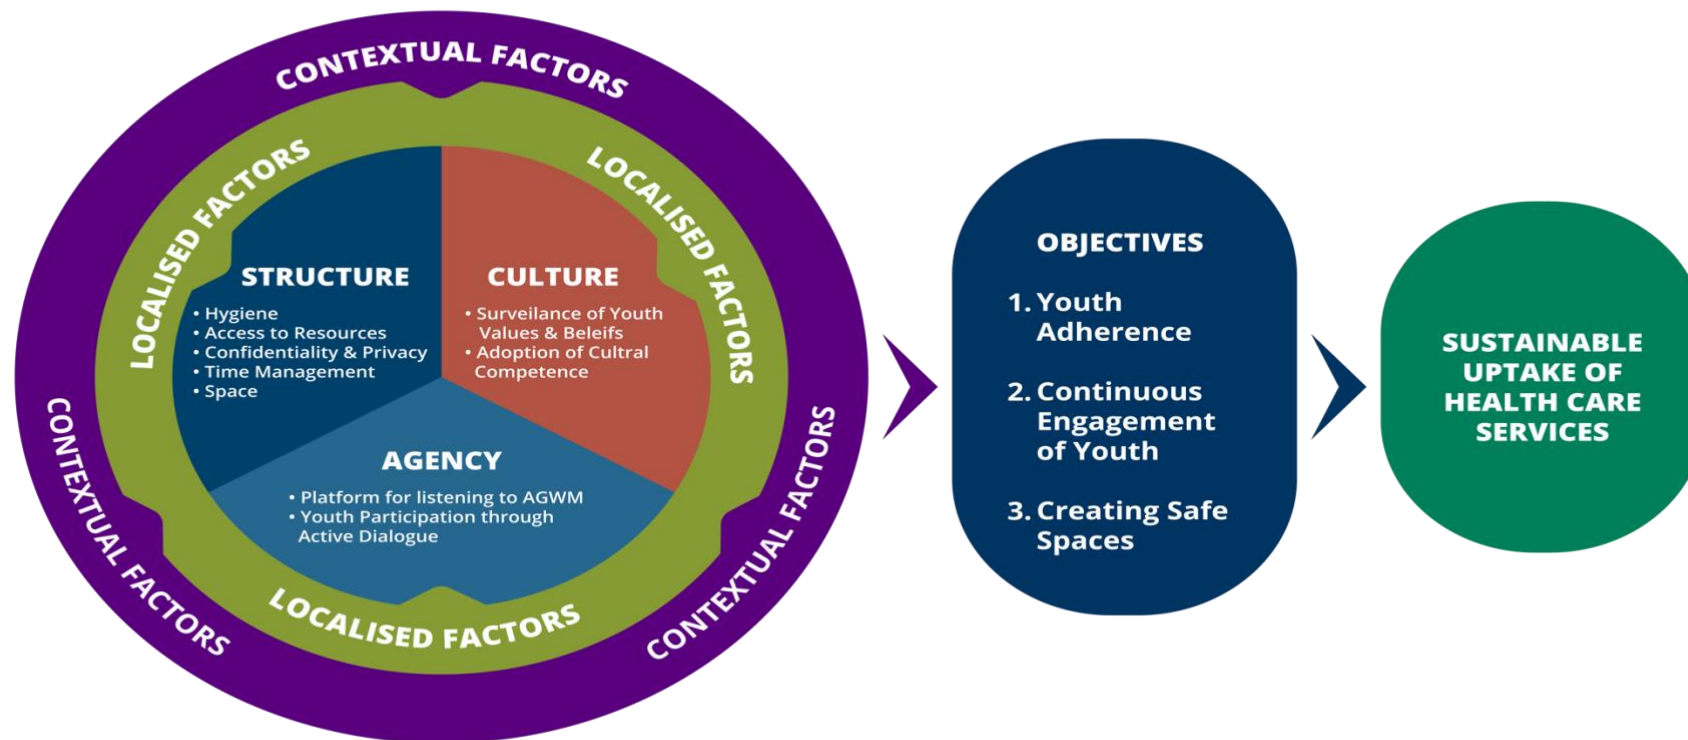 CONTEXTUAL FACTORS
LOCALISED FACTORS
LOCALISED FACTORS
STRUCTURE
• Hygiene
• Access to Resources
• Confidentiality & Privacy
• Time Management
• Space
CULTURE
• Surveilance of Youth
Values & Beleifs
• Adoption of Cultral
Competence
AGENCY
• Platform for listening to AGWM
• Youth Participation through
Active Dialogue
LOCALISED FACTORS
CONTEXTUAL FACTORS
CONTEXTUAL FACTORS
OBJECTIVES
1. Youth
Adherence
2. Continuous
Engagement
of Youth
3. Creating Safe
Spaces
SUSTAINABLE
UPTAKE OF
HEALTH CARE
SERVICES